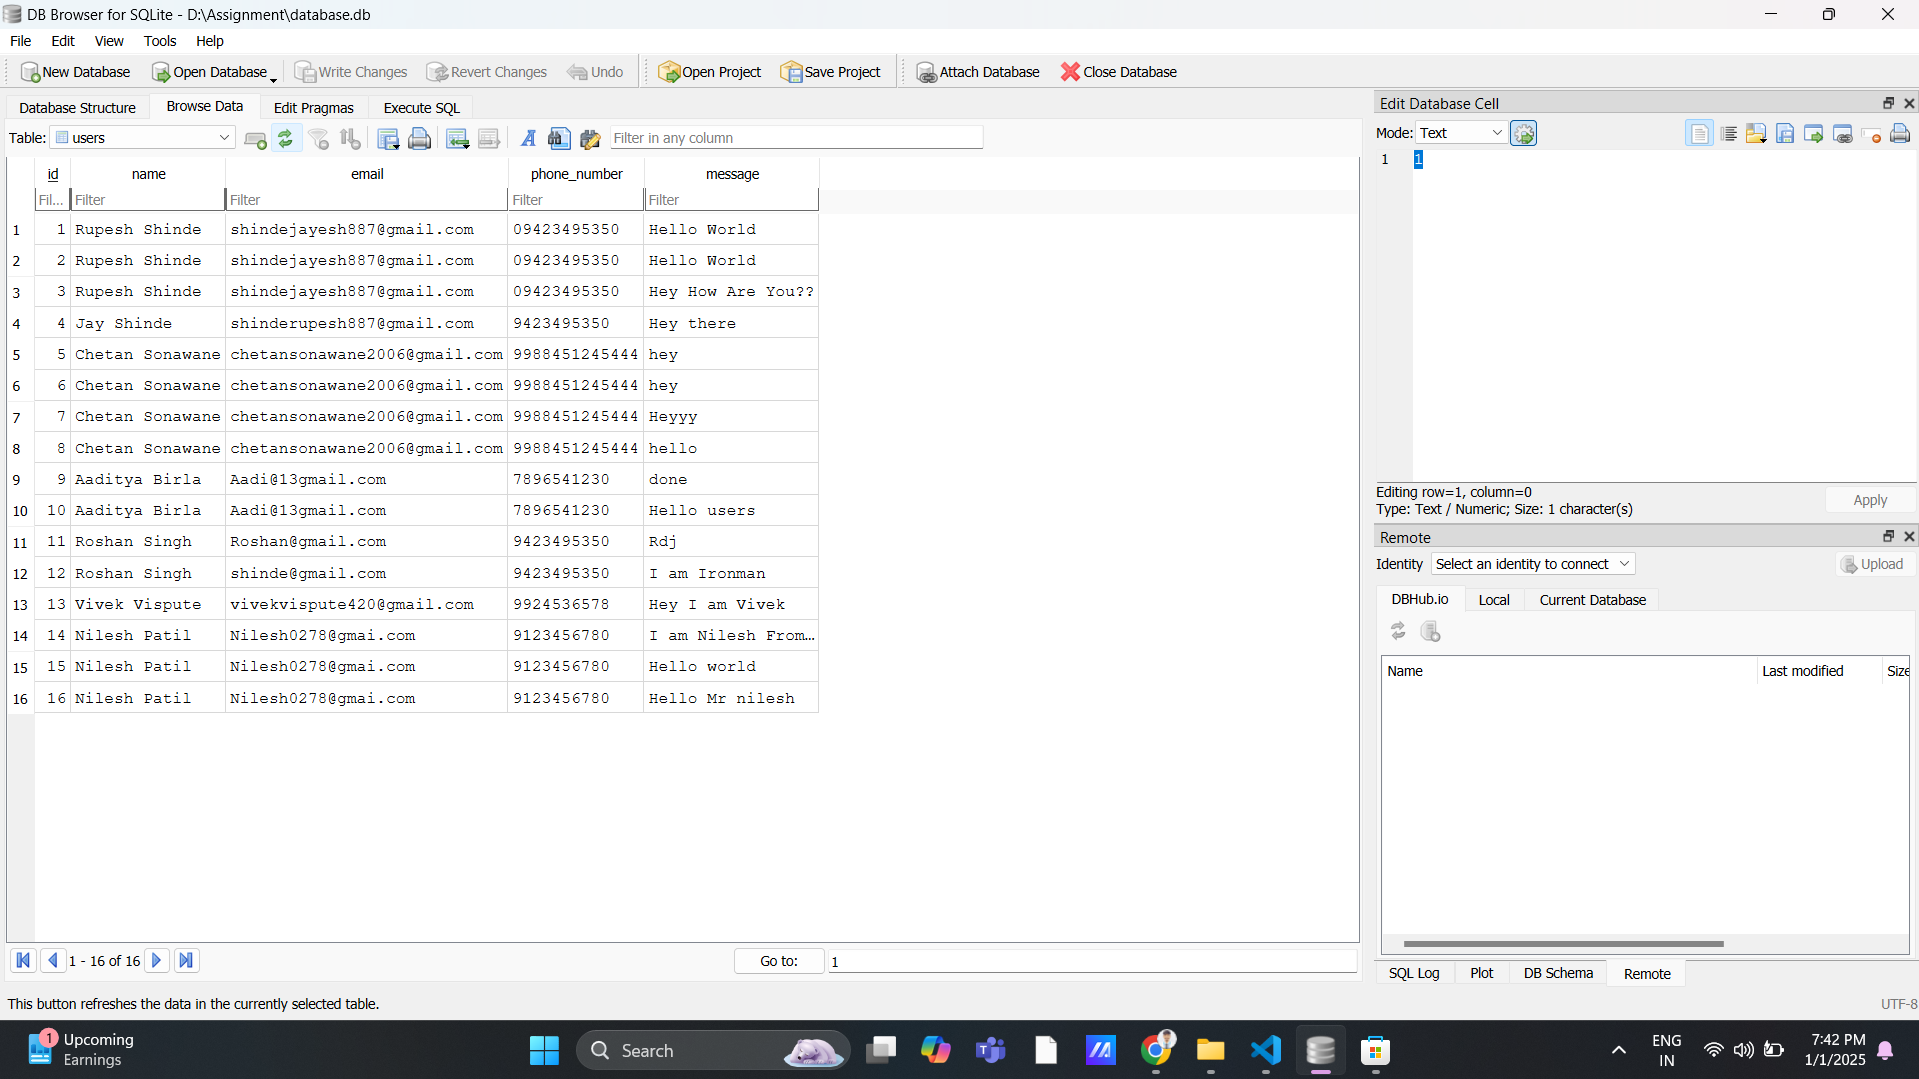 DB Browser for SQLite - D:\Assignment\database.db
File Edit View Tools Help
New Database Open Database Write Changes Revert Changes Undo Open Project Save Project Attach Database Close Database
Database Structure Browse Data Edit Pragmas Execute SQL
Table: users Filter in any column
id name email phone_number message
Fil... Filter Filter Filter Filter
1 1 Rupesh Shinde shindejayesh887@gmail.com 09423495350 Hello World
2 2 Rupesh Shinde shindejayesh887@gmail.com 09423495350 Hello World
3 3 Rupesh Shinde shindejayesh887@gmail.com 09423495350 Hey How Are You??
4 4 Jay Shinde shinderupesh887@gmail.com 9423495350 Hey there
5 5 Chetan Sonawane chetansonawane2006@gmail.com 9988451245444 hey
6 6 Chetan Sonawane chetansonawane2006@gmail.com 9988451245444 hey
7 7 Chetan Sonawane chetansonawane2006@gmail.com 9988451245444 Heyyy
8 8 Chetan Sonawane chetansonawane2006@gmail.com 9988451245444 hello
9 9 Aaditya Birla Aadi@13gmail.com 7896541230 done
10 10 Aaditya Birla Aadi@13gmail.com 7896541230 Hello users
11 11 Roshan Singh Roshan@gmail.com 9423495350 Rdj
12 12 Roshan Singh shinde@gmail.com 9423495350 I am Ironman
13 13 Vivek Vispute vivekvispute420@gmail.com 9924536578 Hey I am Vivek
14 14 Nilesh Patil Nilesh0278@gmai.com 9123456780 I am Nilesh From...
15 15 Nilesh Patil Nilesh0278@gmai.com 9123456780 Hello world
16 16 Nilesh Patil Nilesh0278@gmai.com 9123456780 Hello Mr nilesh
1 - 16 of 16 Go to: 1
This button refreshes the data in the currently selected table.
Edit Database Cell
Mode: Text
1 1
Editing row=1, column=0
Type: Text / Numeric; Size: 1 character(s)
Apply
Remote
Identity Select an identity to connect Upload
DBHub.io Local Current Database
Name Last modified Size
SQL Log Plot DB Schema Remote
UTF-8
1 Upcoming
Earnings
Search
ENG
IN
7:42 PM
1/1/2025